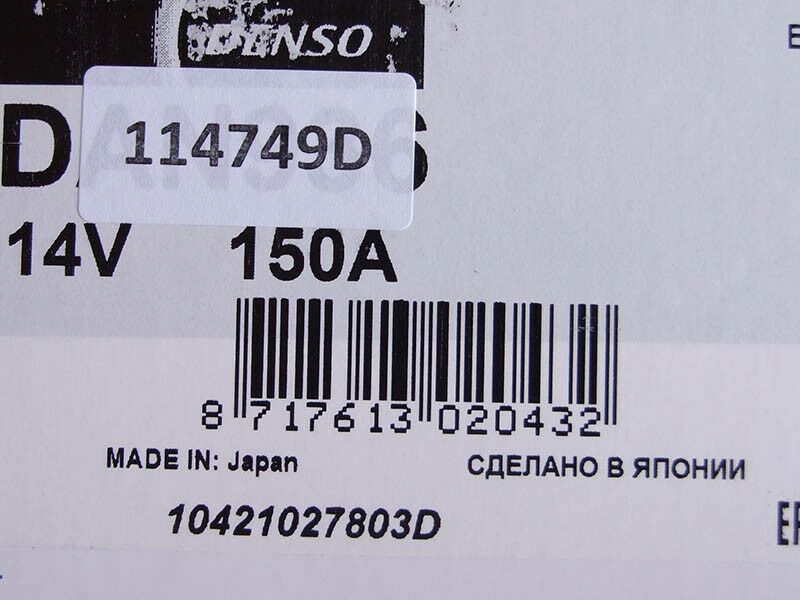 DENSO
114749D
14V 150A
8 717613 020432
MADE IN: Japan
СДЕЛАНО В ЯПОНИИ
10421027803D